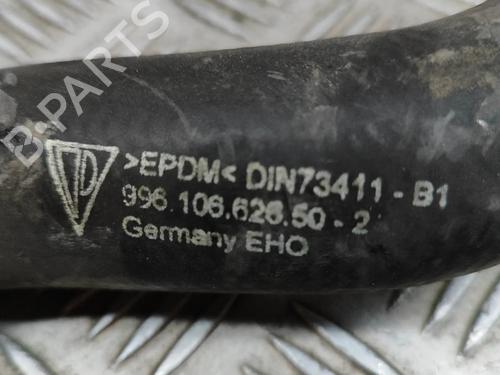 >EPDM< DIN73411 - B1
996.106.626.50 - 2
Germany EHO
B-PARTS